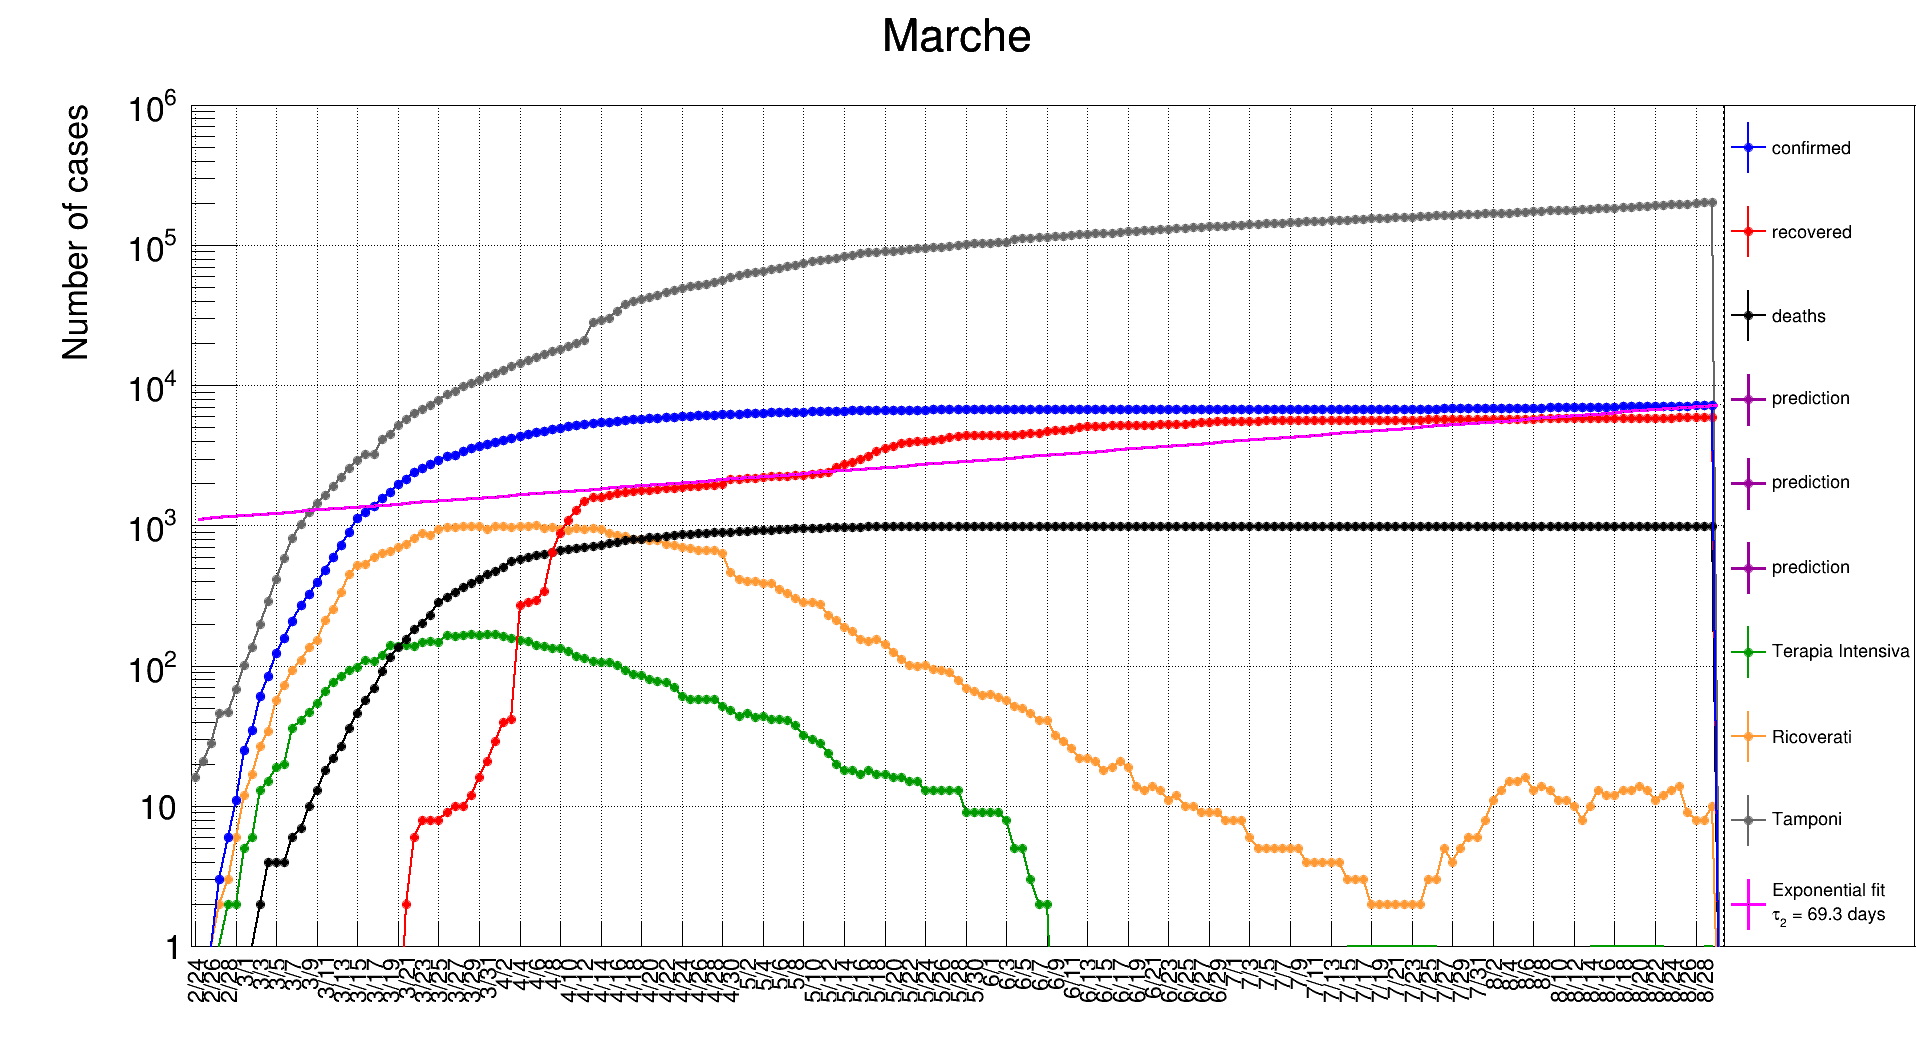 Marche
Number of cases
10^6
10^5
10^4
10^3
10^2
10
1
2/24 2/26 2/28 3/1 3/3 3/5 3/7 3/9 3/11 3/13 3/15 3/17 3/19 3/21 3/23 3/25 3/27 3/29 3/31 4/2 4/4 4/6 4/8 4/10 4/12 4/14 4/16 4/18 4/20 4/22 4/24 4/26 4/28 4/30 5/2 5/4 5/6 5/8 5/10 5/12 5/14 5/16 5/18 5/20 5/22 5/24 5/26 5/28 5/30 6/1 6/3 6/5 6/7 6/9 6/11 6/13 6/15 6/17 6/19 6/21 6/23 6/25 6/27 6/29 7/1 7/3 7/5 7/7 7/9 7/11 7/13 7/15 7/17 7/19 7/21 7/23 7/25 7/27 7/29 7/31 8/2 8/4 8/6 8/8 8/10 8/12 8/14 8/16 8/18 8/20 8/22 8/24 8/26 8/28
confirmed
recovered
deaths
prediction
prediction
prediction
Terapia Intensiva
Ricoverati
Tamponi
Exponential fit
τ₂ = 69.3 days